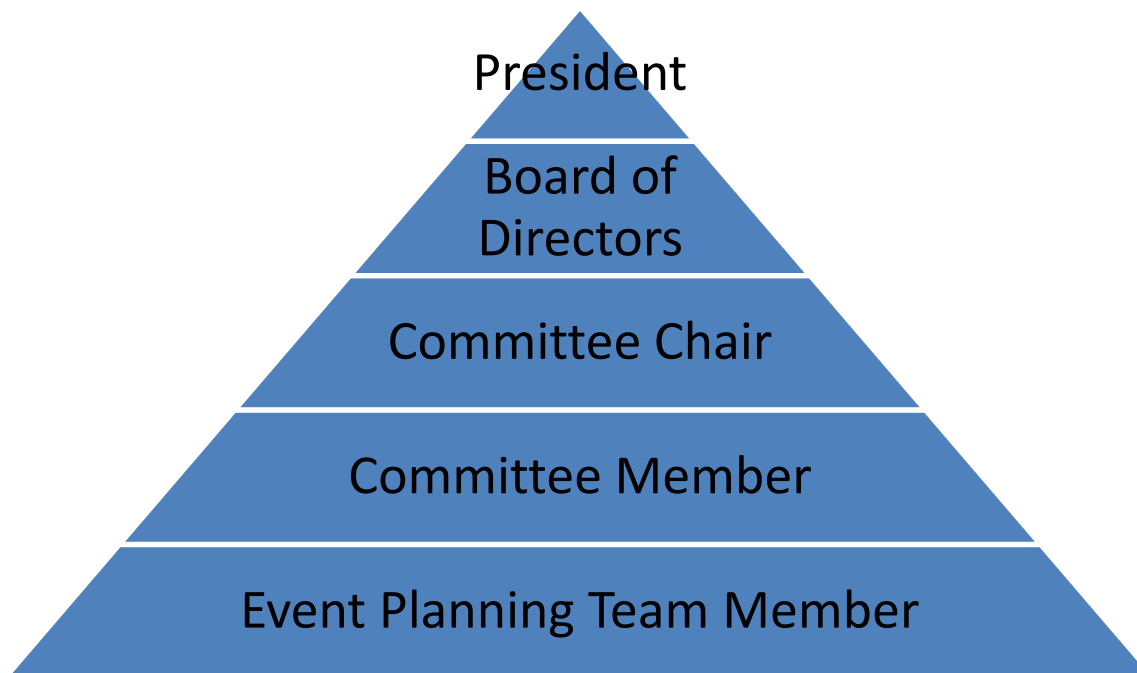 President
Board of
Directors
Committee Chair
Committee Member
Event Planning Team Member